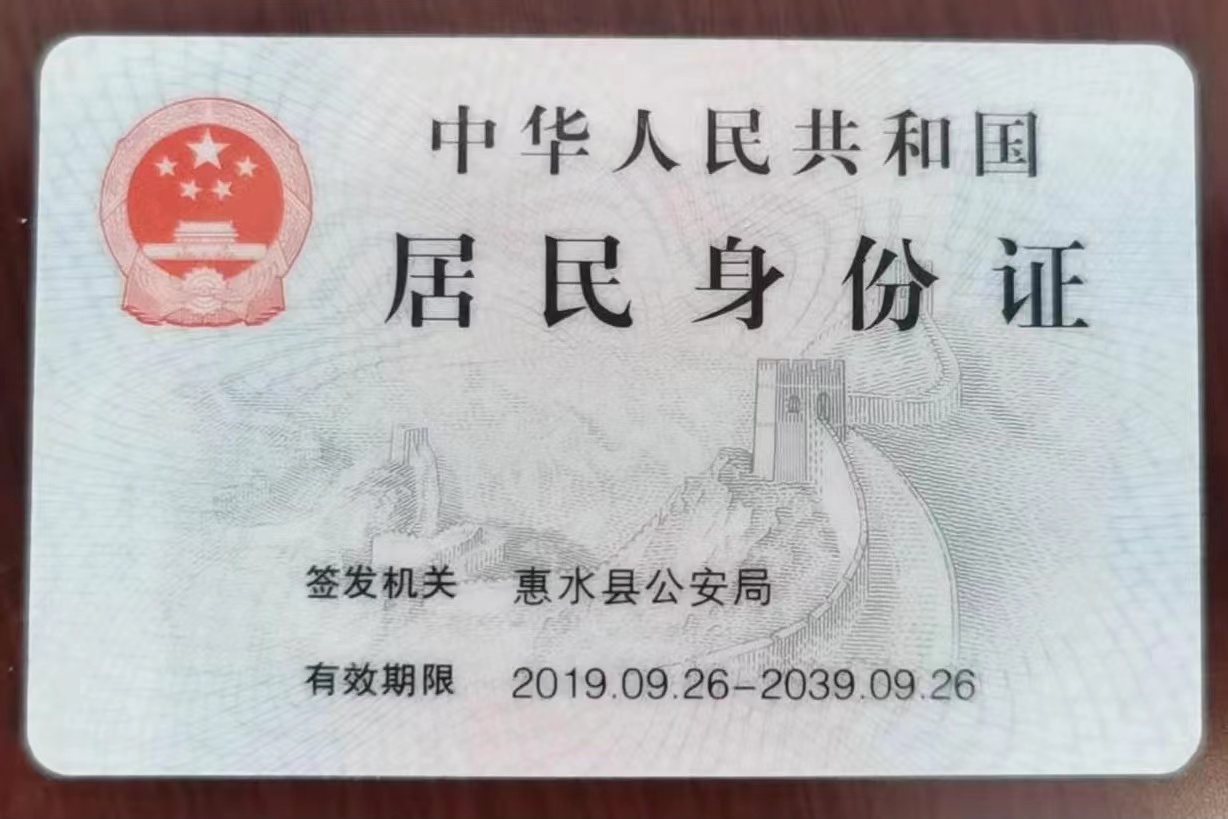 中华人民共和国
居民身份证
签发机关 惠水县公安局
有效期限 2019.09.26-2039.09.26